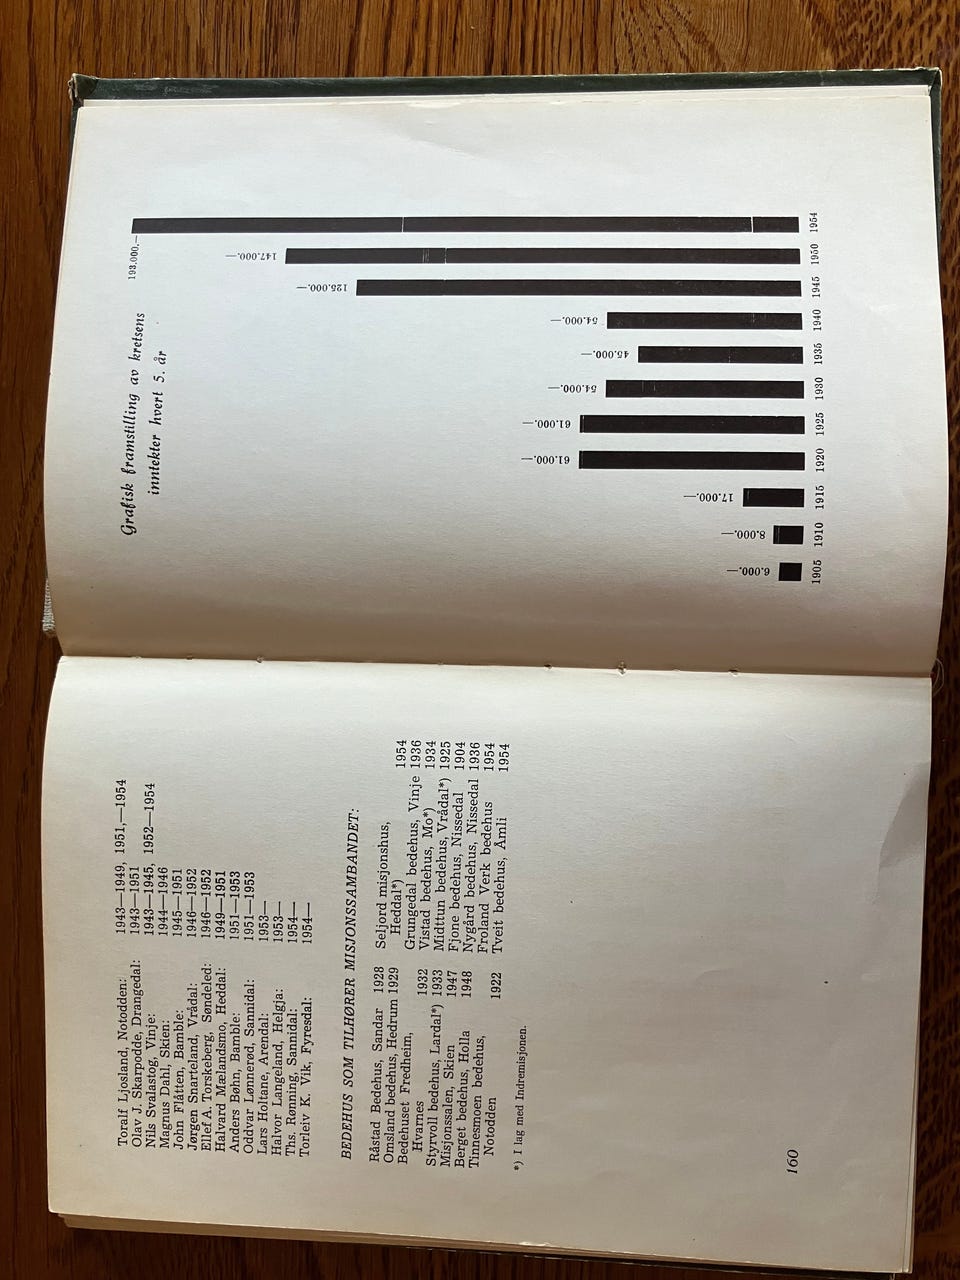 Toralf Ljosland, Notodden: 1943—1949, 1951,—1954
Olav J. Skarpodde, Drangedal: 1943—1951
Nils Svalastog, Vinje: 1943—1945, 1952—1954
Magnus Dahl, Skien: 1944—1946
John Flåtten, Bamble: 1945—1951
Jørgen Snarteland, Vrådal: 1946—1952
Ellef A. Torskeberg, Søndeled: 1946—1952
Halvard Mælandsmo, Heddal: 1949—1951
Anders Bøhn, Bamble: 1951—1953
Oddvar Lønnerød, Sannidal: 1951—1953
Lars Holtane, Arendal: 1953—
Halvor Langeland, Helgja: 1953—
Ths. Rønning, Sannidal: 1954—
Torleiv K. Vik, Fyresdal: 1954—
BEDEHUS SOM TILHØRER MISJONSSAMBANDET:
Råstad Bedehus, Sandar 1928
Omsland bedehus, Hedrum 1929
Bedehuset Fredheim,
Hvarnes 1932
Styrvoll bedehus, Lardal*) 1933
Misjonssalen, Skien 1947
Berget bedehus, Holla 1948
Tinnesmoen bedehus,
Notodden 1922
Seljord misjonshus,
Heddal*) 1954
Grungedal bedehus, Vinje 1936
Vistad bedehus, Mo*) 1934
Midttun bedehus, Vrådal*) 1925
Fjone bedehus, Nissedal 1904
Nygård bedehus, Nissedal 1936
Froland Verk bedehus 1954
Tveit bedehus, Åmli 1954
*) I lag med Indremisjonen.
160
Grafisk framstilling av kretsens
inntekter hvert 5. år
6.000.—
8.000.—
17.000.—
61.000.—
61.000.—
54.000.—
45.000.—
54.000.—
125.000.—
147.000.—
193.000.—
1905 1910 1915 1920 1925 1930 1935 1940 1945 1950 1954